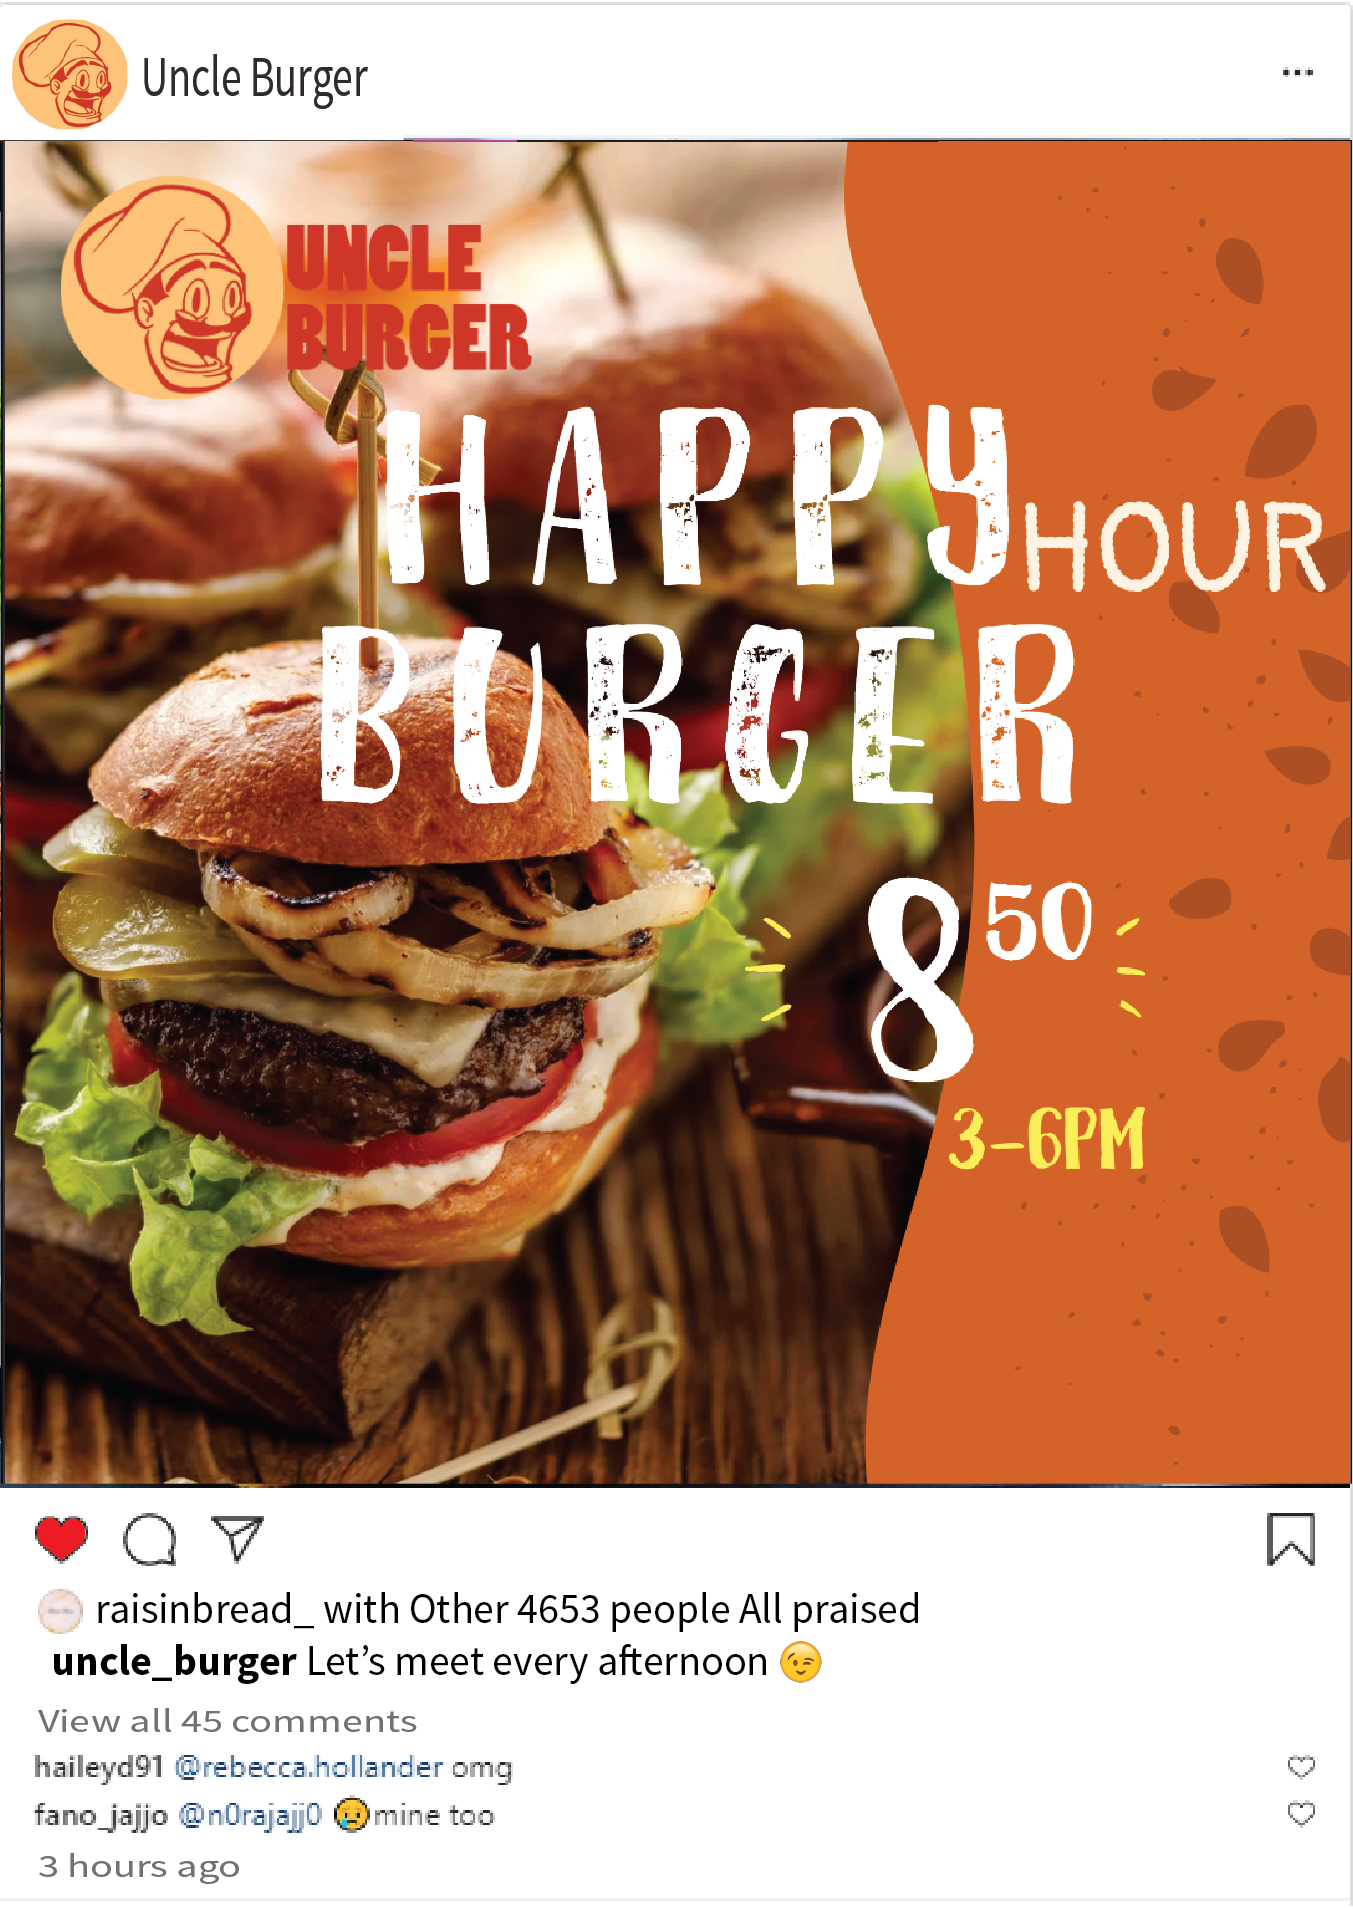 Uncle Burger
UNCLE
BURGER
HAPPY HOUR
BURGER
8 50
3-6PM
raisinbread_ with Other 4653 people All praised
uncle_burger Let's meet every afternoon 😉
View all 45 comments
haileyd91 @rebecca.hollander omg
fano_jajjo @n0rajajj0 😥mine too
3 hours ago